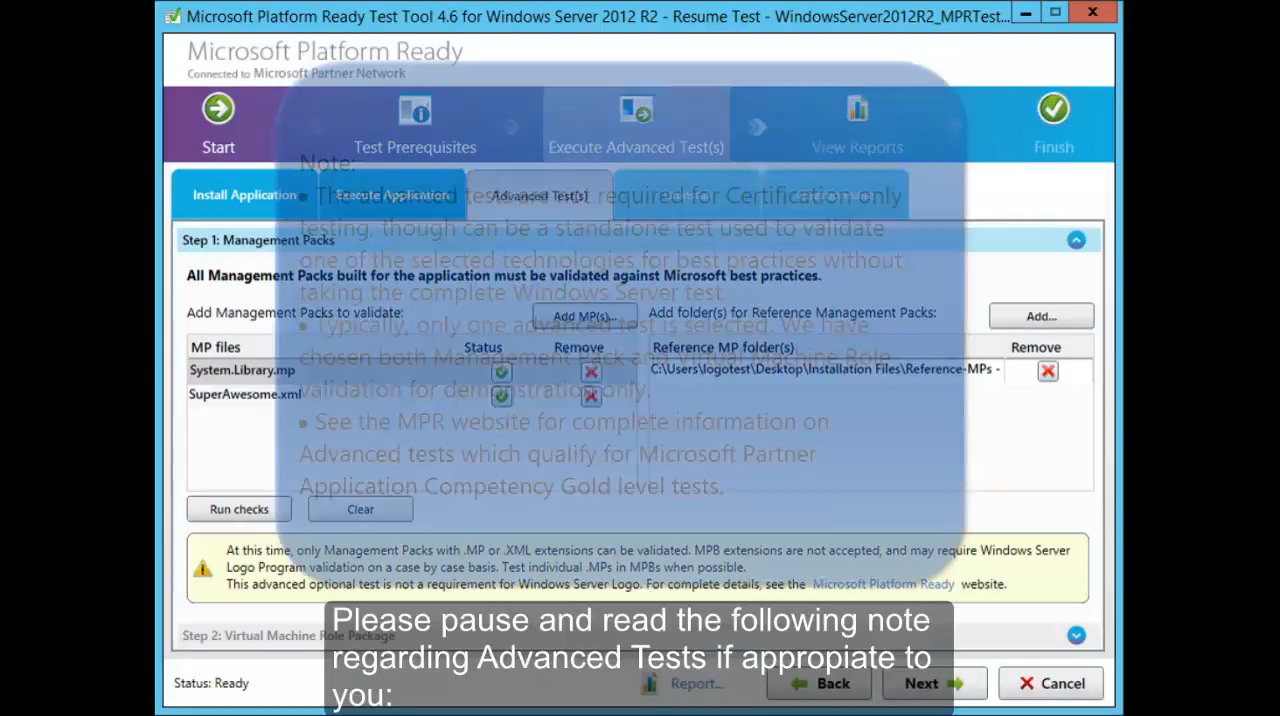 Microsoft Platform Ready Test Tool 4.6 for Windows Server 2012 R2 - Resume Test - WindowsServer2012R2_MPRTest...
Microsoft Platform Ready
Connected to Microsoft Partner Network
Start
Test Prerequisites
Execute Advanced Test(s)
View Reports
Finish
Install Application
Execute Application
Advanced Test(s)
Step 1: Management Packs
All Management Packs built for the application must be validated against Microsoft best practices.
Add Management Packs to validate:
Add MP(s)...
Add folder(s) for Reference Management Packs:
Add...
MP files
Status
Remove
Reference MP folder(s)
Remove
System.Library.mp
C:\Users\logotest\Desktop\Installation Files\Reference-MPs -
SuperAwesome.xml
Run checks
Clear
At this time, only Management Packs with .MP or .XML extensions can be validated. MPB extensions are not accepted, and may require Windows Server
Logo Program validation on a case by case basis. Test individual .MPs in MPBs when possible.
This advanced optional test is not a requirement for Windows Server Logo. For complete details, see the Microsoft Platform Ready website.
Step 2: Virtual Machine Role Package
Status: Ready
Report...
Back
Next
Cancel
Note:
• The advanced tests are not required for Certification only
testing, though can be a standalone test used to validate
one of the selected technologies for best practices without
taking the complete Windows Server test.
• Typically, only one advanced test is selected. We have
chosen both Management Pack and Virtual Machine Role
validation for demonstration only.
• See the MPR website for complete information on
Advanced tests which qualify for Microsoft Partner
Application Competency Gold level tests.
Please pause and read the following note
regarding Advanced Tests if appropiate to
you: